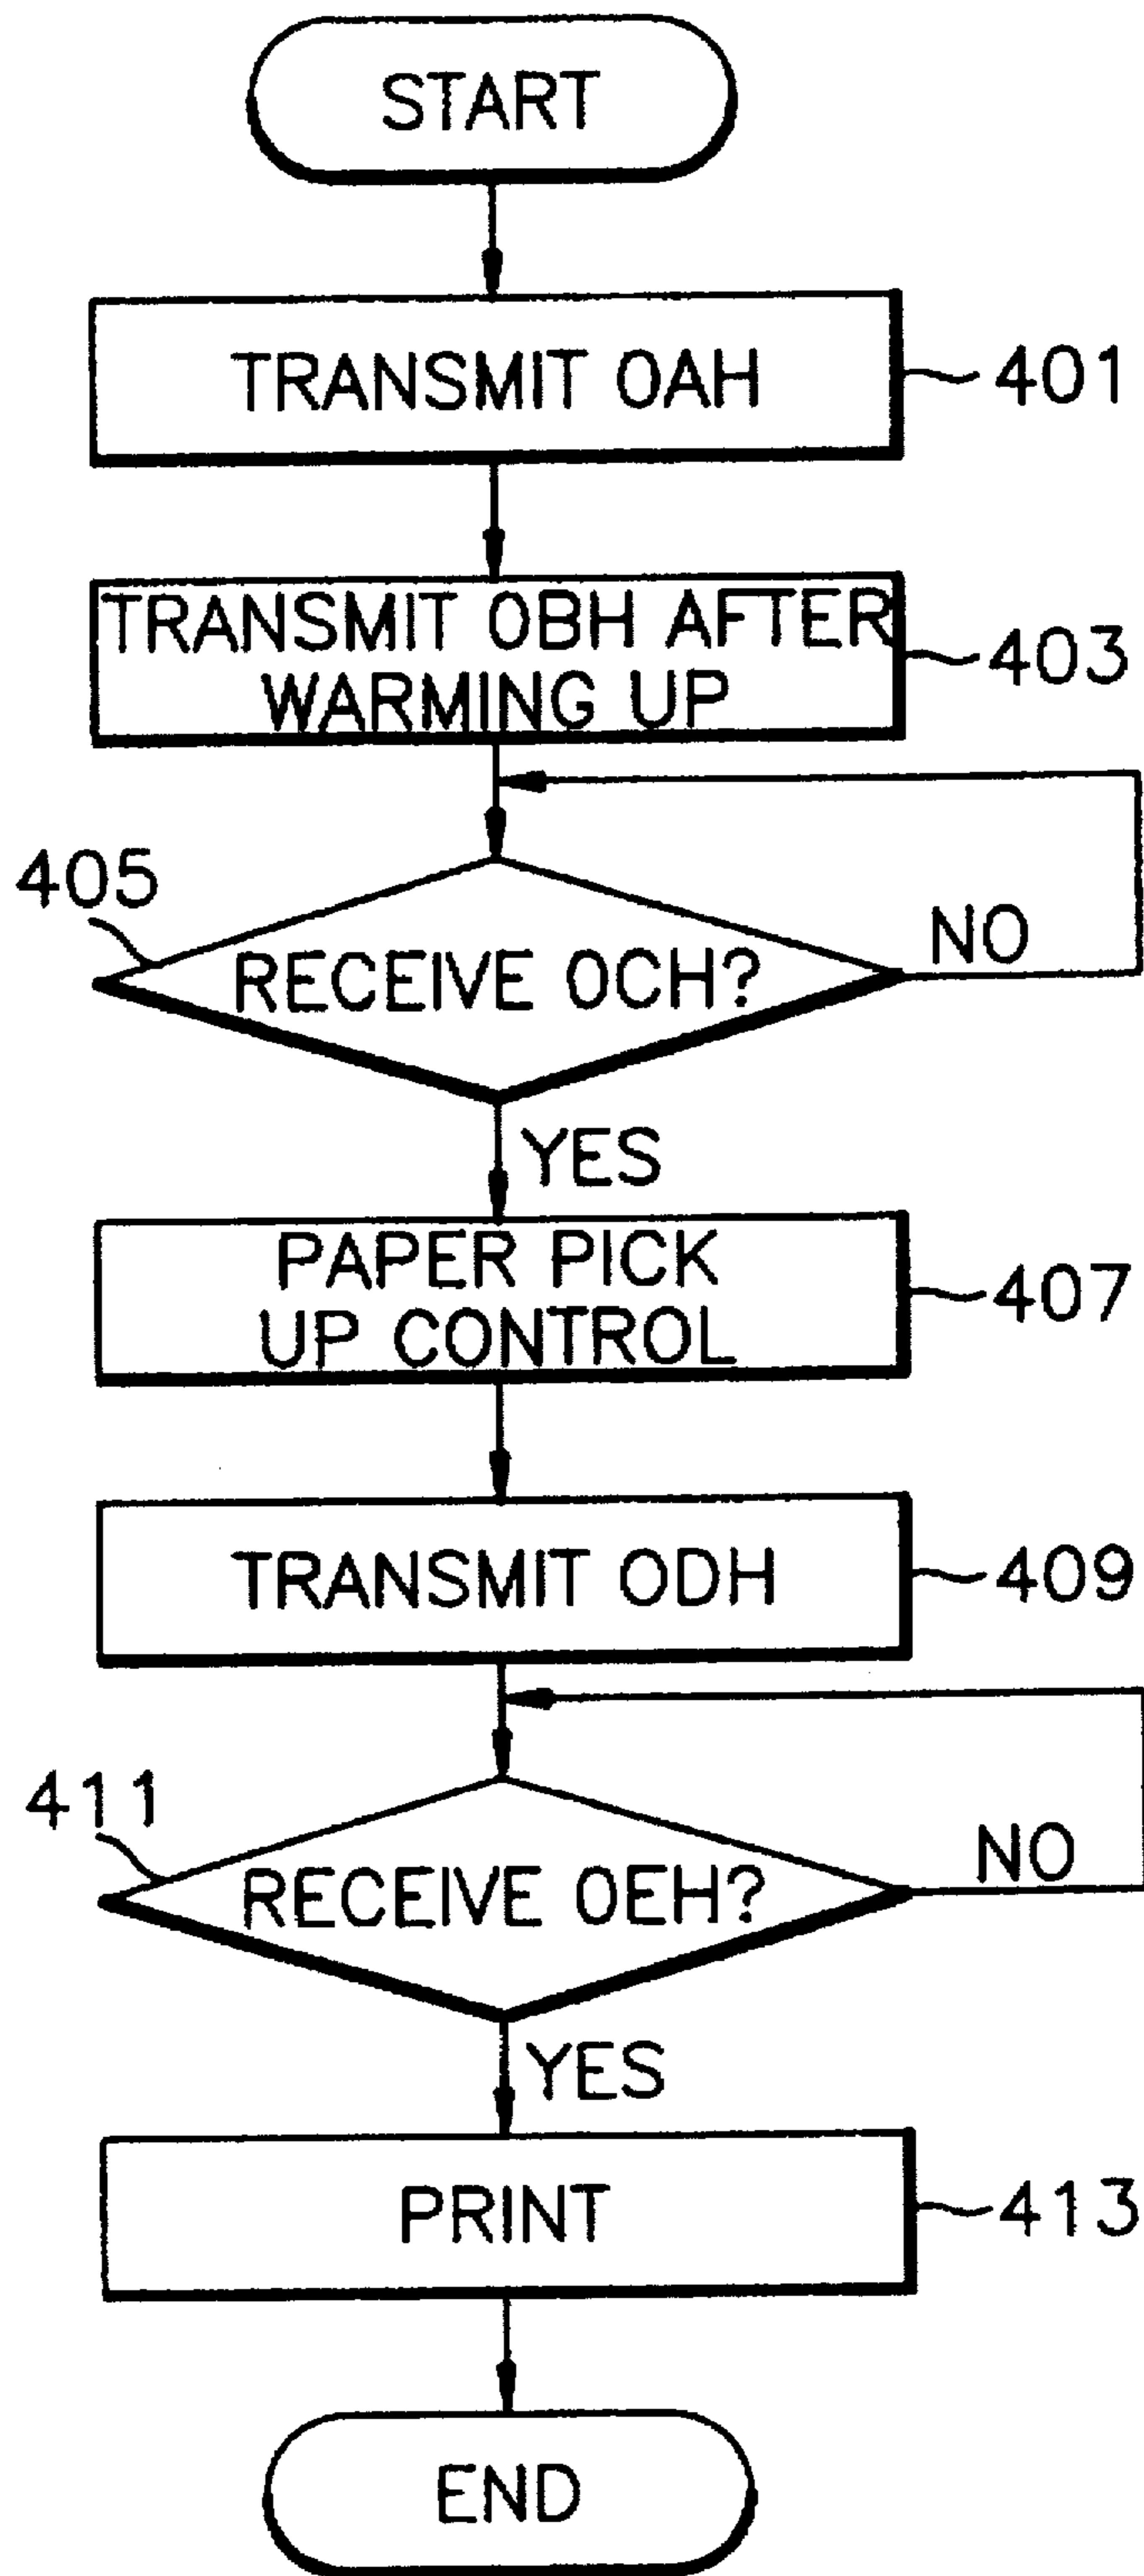 START
TRANSMIT 0AH
401
TRANSMIT 0BH AFTER
WARMING UP
403
405
RECEIVE 0CH?
NO
YES
PAPER PICK
UP CONTROL
407
TRANSMIT 0DH
409
411
RECEIVE 0EH?
NO
YES
PRINT
413
END